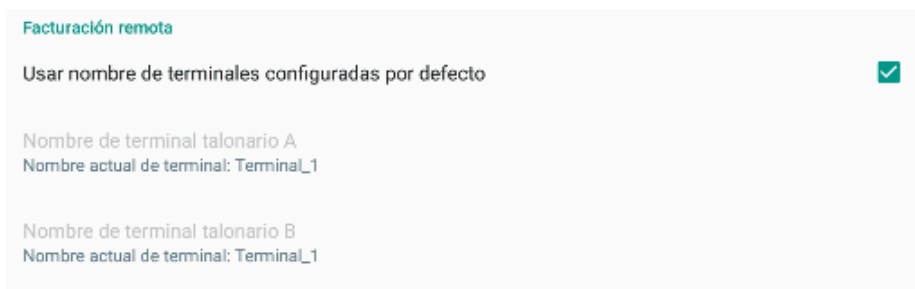 Facturación remota
Usar nombre de terminales configuradas por defecto
Nombre de terminal talonario A
Nombre actual de terminal: Terminal_1
Nombre de terminal talonario B
Nombre actual de terminal: Terminal_1